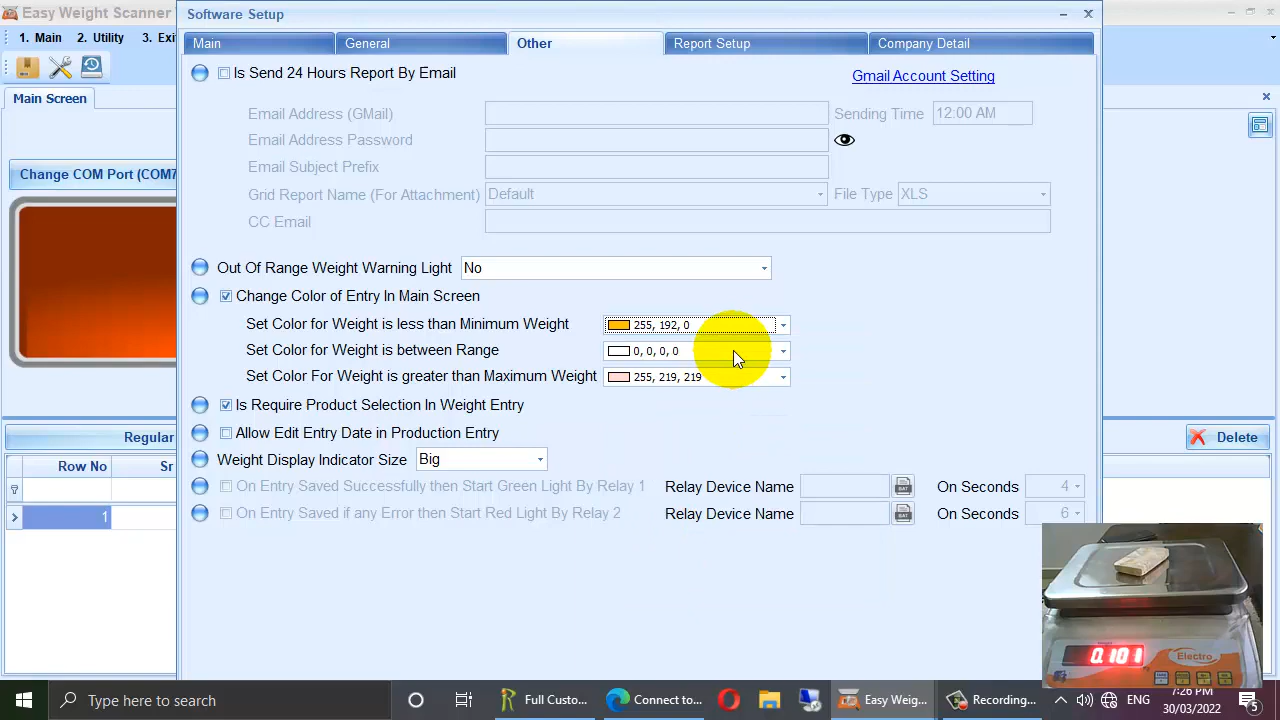 Easy Weight Scanner
Software Setup
1. Main 2. Utility 3. Exi
Main General Other Report Setup Company Detail
Is Send 24 Hours Report By Email
Gmail Account Setting
Main Screen
Email Address (GMail) Sending Time 12:00 AM
Email Address Password
Change COM Port (COM7
Email Subject Prefix
Grid Report Name (For Attachment) Default File Type XLS
CC Email
Out Of Range Weight Warning Light No
Change Color of Entry In Main Screen
Set Color for Weight is less than Minimum Weight 255, 192, 0
Set Color for Weight is between Range 0, 0, 0, 0
Set Color For Weight is greater than Maximum Weight 255, 219, 219
Is Require Product Selection In Weight Entry
Allow Edit Entry Date in Production Entry
Regular
Delete
Weight Display Indicator Size Big
Row No Sr
On Entry Saved Successfully then Start Green Light By Relay 1 Relay Device Name BAT On Seconds 4
On Entry Saved if any Error then Start Red Light By Relay 2 Relay Device Name BAT On Seconds 6
1
0.101
Electro
Type here to search
Full Custo...
Connect to...
Easy Weig...
Recording...
ENG
7:26 PM
30/03/2022
5